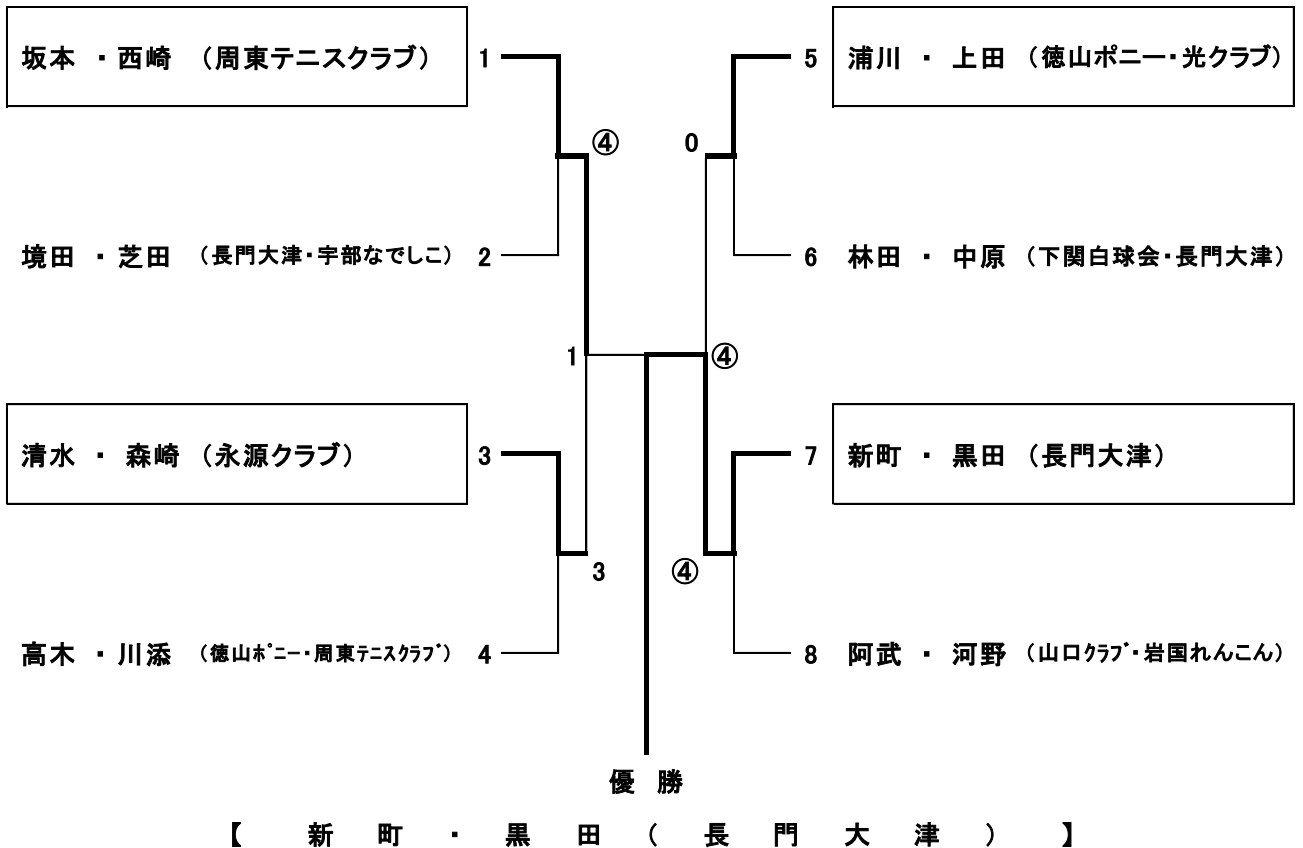 坂本 ・ 西崎 （周東テニスクラブ） 1
5 浦川 ・ 上田 （徳山ポニー・光クラブ）
④
0
境田 ・ 芝田 （長門大津・宇部なでしこ） 2
6 林田 ・ 中原 （下関白球会・長門大津）
1
④
清水 ・ 森崎 （永源クラブ） 3
7 新町 ・ 黒田 （長門大津）
3
④
高木 ・ 川添 （徳山ﾎﾟﾆｰ・周東ﾃﾆｽｸﾗﾌﾞ） 4
8 阿武 ・ 河野 （山口ｸﾗﾌﾞ・岩国れんこん）
優 勝
【 新 町 ・ 黒 田 （ 長 門 大 津 ） 】